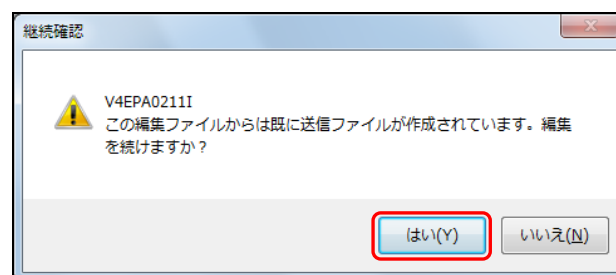 継続確認
V4EPA0211I
この編集ファイルからは既に送信ファイルが作成されています。編集
を続けますか？
はい(Y) いいえ(N)